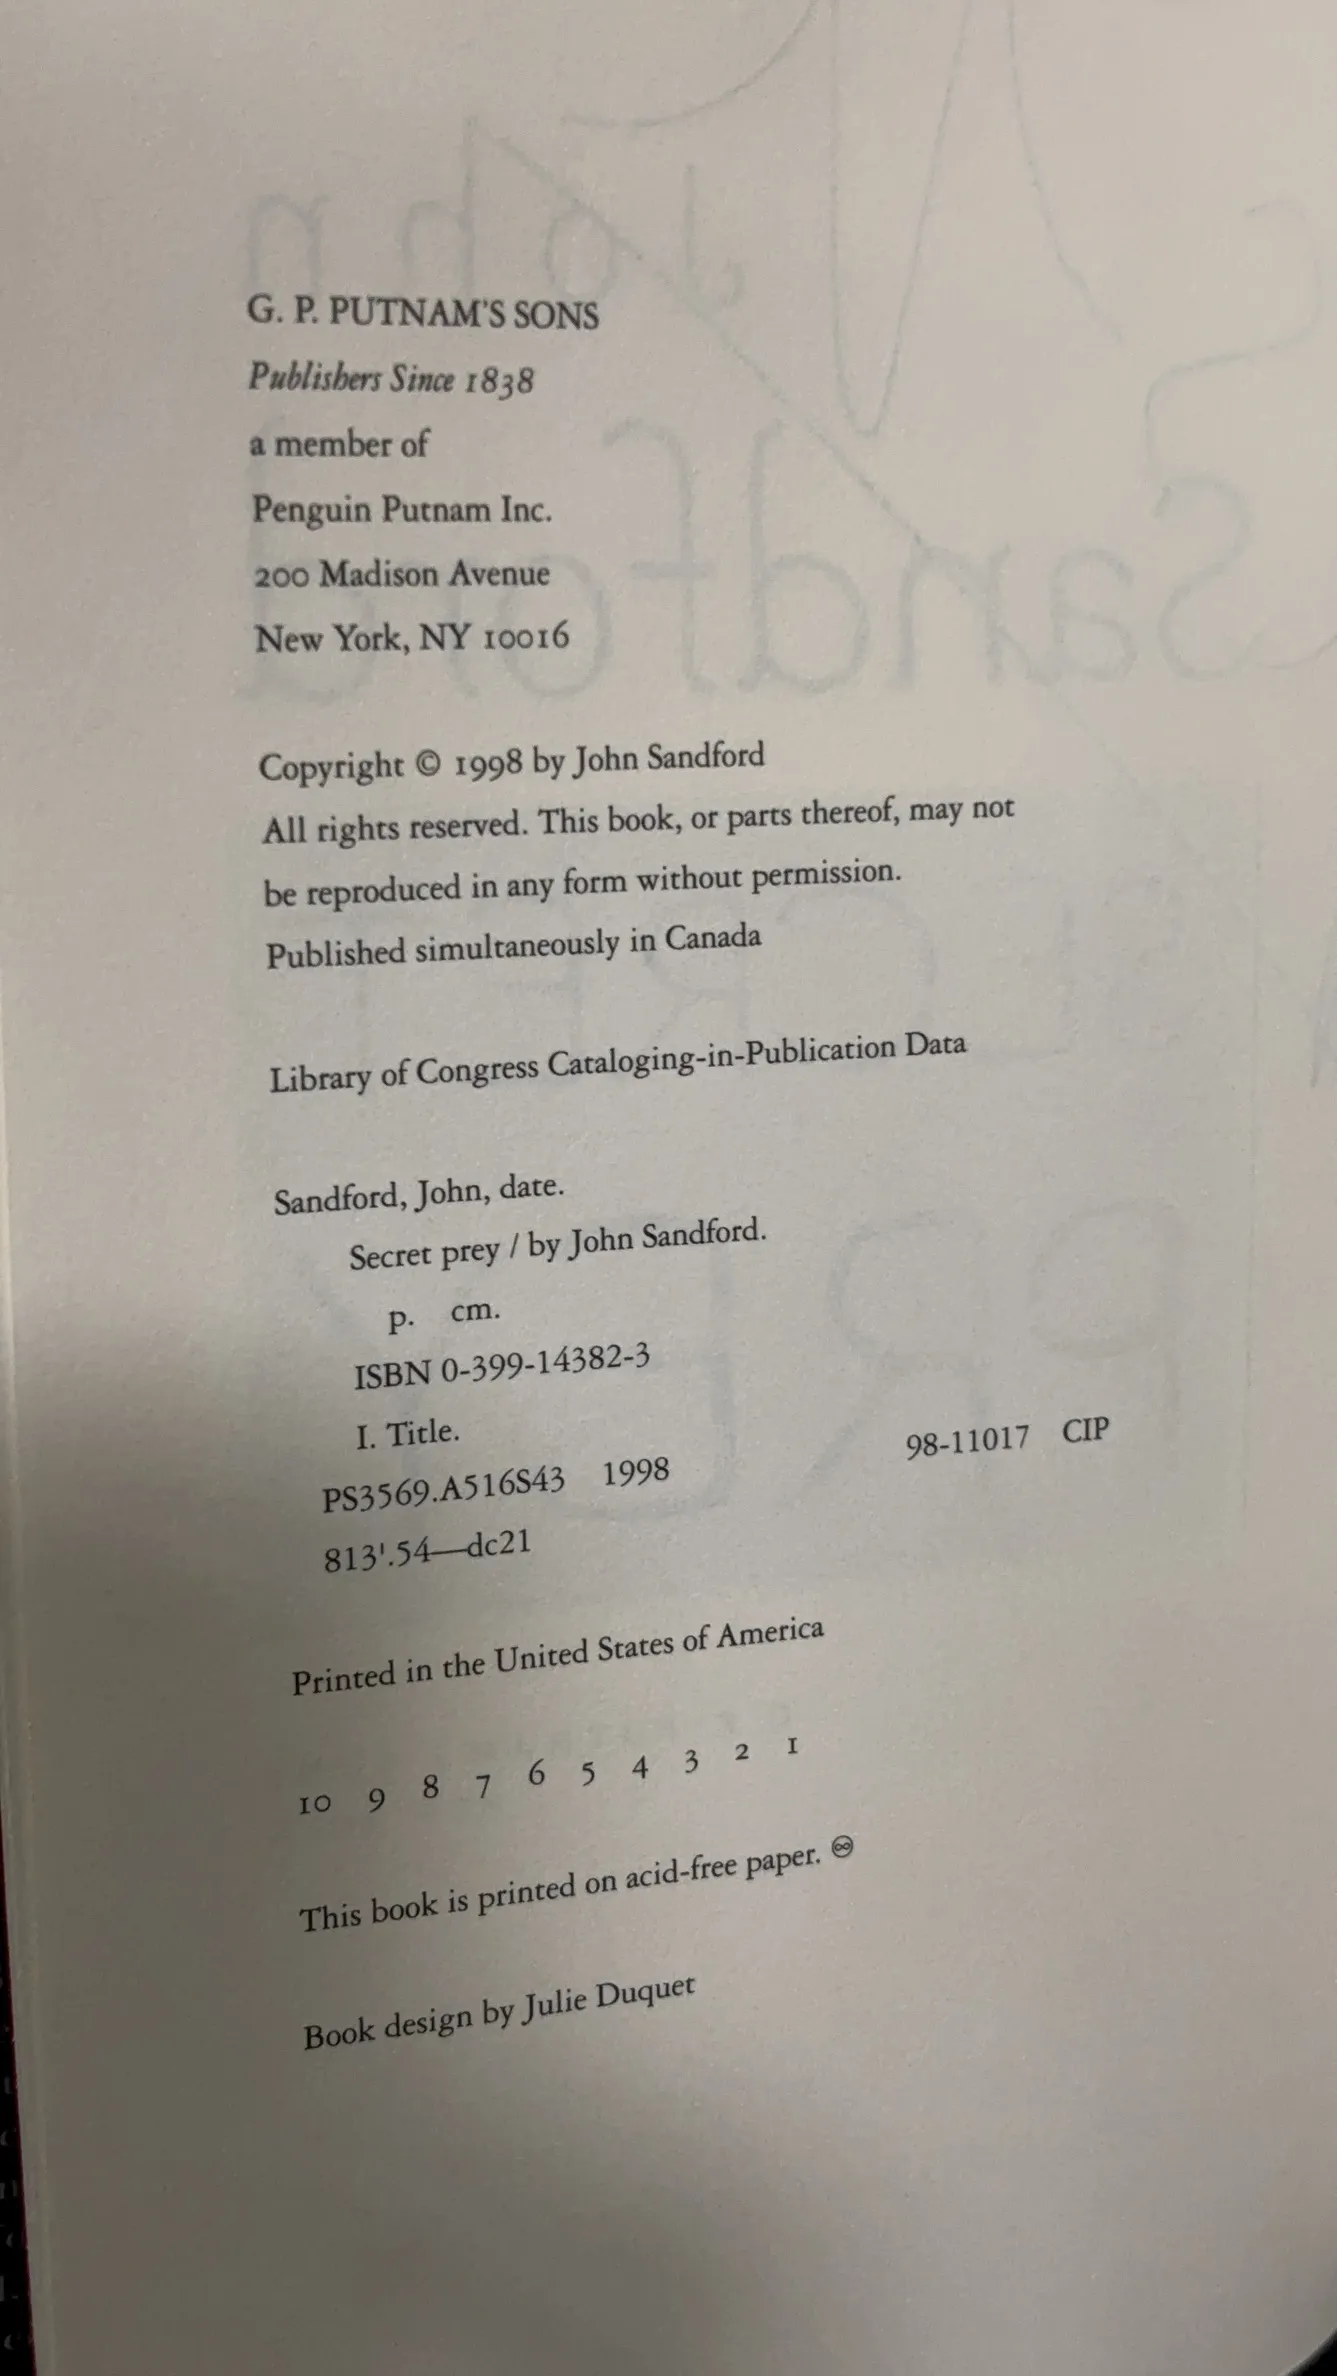 G. P. PUTNAM'S SONS
Publishers Since 1838
a member of
Penguin Putnam Inc.
200 Madison Avenue
New York, NY 10016
Copyright © 1998 by John Sandford
All rights reserved. This book, or parts thereof, may not
be reproduced in any form without permission.
Published simultaneously in Canada
Library of Congress Cataloging-in-Publication Data
Sandford, John, date.
Secret prey / by John Sandford.
p. cm.
ISBN 0-399-14382-3
I. Title.
PS3569.A516S43 1998 98-11017 CIP
813'.54—dc21
Printed in the United States of America
10 9 8 7 6 5 4 3 2 1
This book is printed on acid-free paper. ♾
Book design by Julie Duquet